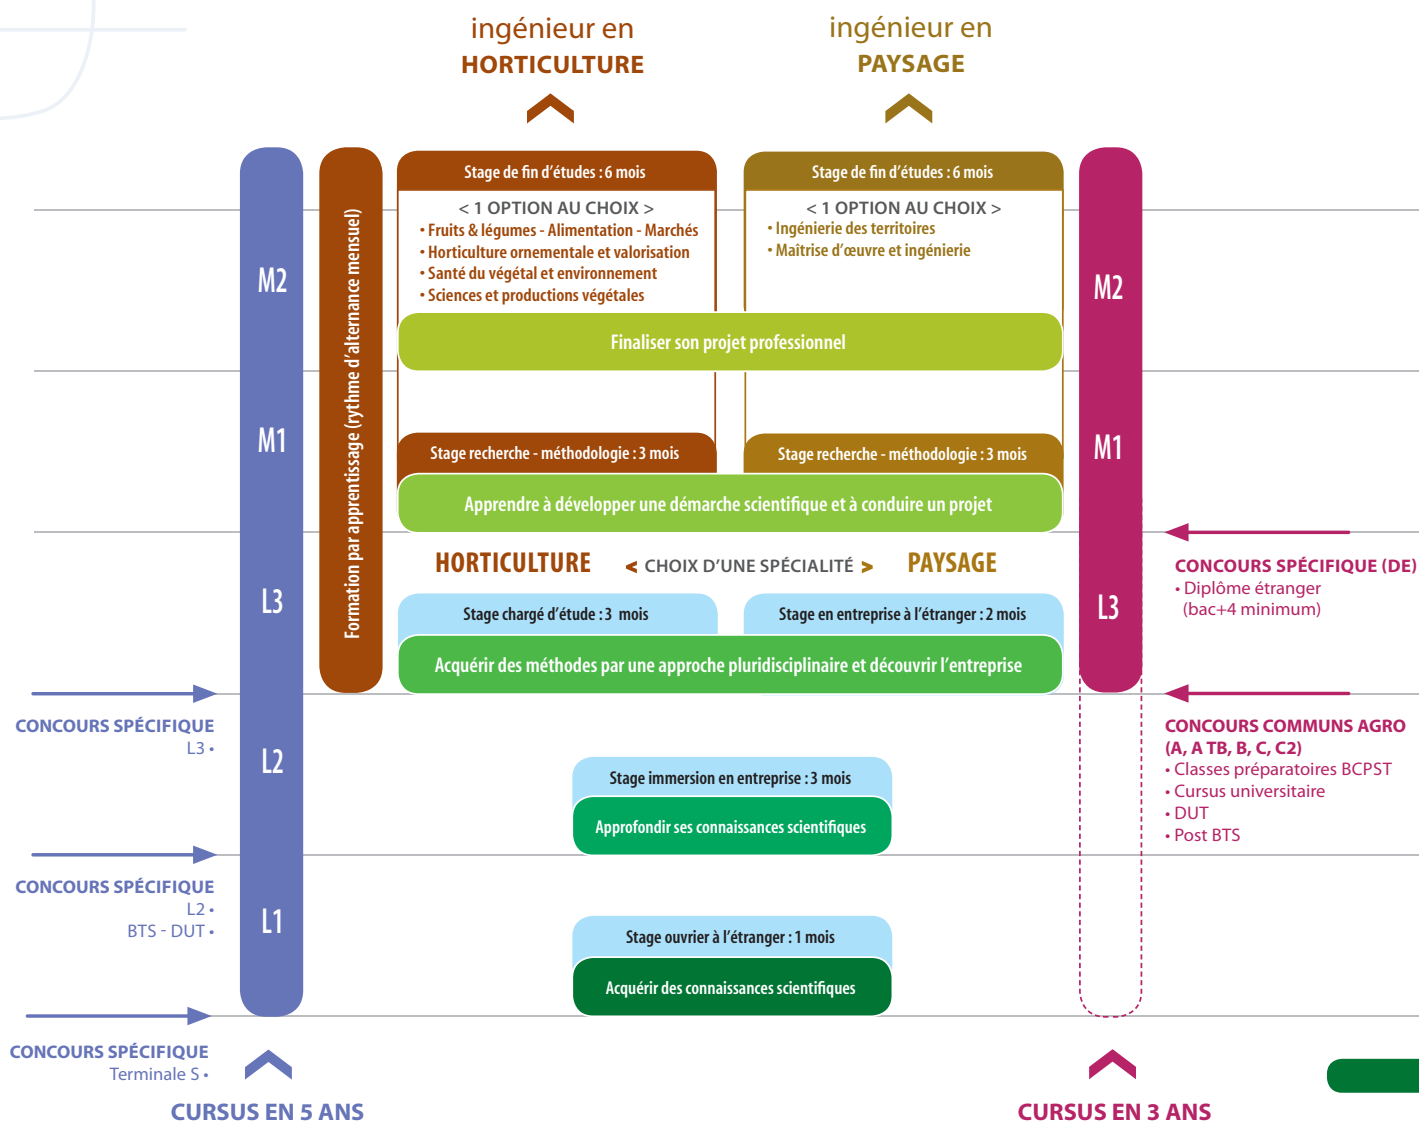 ingénieur en
HORTICULTURE
ingénieur en
PAYSAGE
Stage de fin d'études : 6 mois
< 1 OPTION AU CHOIX >
• Fruits & légumes - Alimentation - Marchés
• Horticulture ornementale et valorisation
• Santé du végétal et environnement
• Sciences et productions végétales
Stage de fin d'études : 6 mois
< 1 OPTION AU CHOIX >
• Ingénierie des territoires
• Maîtrise d'œuvre et ingénierie
Formation par apprentissage (rythme d'alternance mensuel)
M2
M2
Finaliser son projet professionnel
M1
M1
Stage recherche - méthodologie : 3 mois
Stage recherche - méthodologie : 3 mois
Apprendre à développer une démarche scientifique et à conduire un projet
HORTICULTURE < CHOIX D'UNE SPÉCIALITÉ > PAYSAGE
CONCOURS SPÉCIFIQUE (DE)
• Diplôme étranger
(bac+4 minimum)
L3
L3
Stage chargé d'étude : 3 mois
Stage en entreprise à l'étranger : 2 mois
Acquérir des méthodes par une approche pluridisciplinaire et découvrir l'entreprise
CONCOURS SPÉCIFIQUE
L3 •
CONCOURS COMMUNS AGRO
(A, A TB, B, C, C2)
• Classes préparatoires BCPST
• Cursus universitaire
• DUT
• Post BTS
L2
Stage immersion en entreprise : 3 mois
Approfondir ses connaissances scientifiques
CONCOURS SPÉCIFIQUE
L2 •
BTS - DUT •
L1
Stage ouvrier à l'étranger : 1 mois
Acquérir des connaissances scientifiques
CONCOURS SPÉCIFIQUE
Terminale S •
CURSUS EN 5 ANS
CURSUS EN 3 ANS